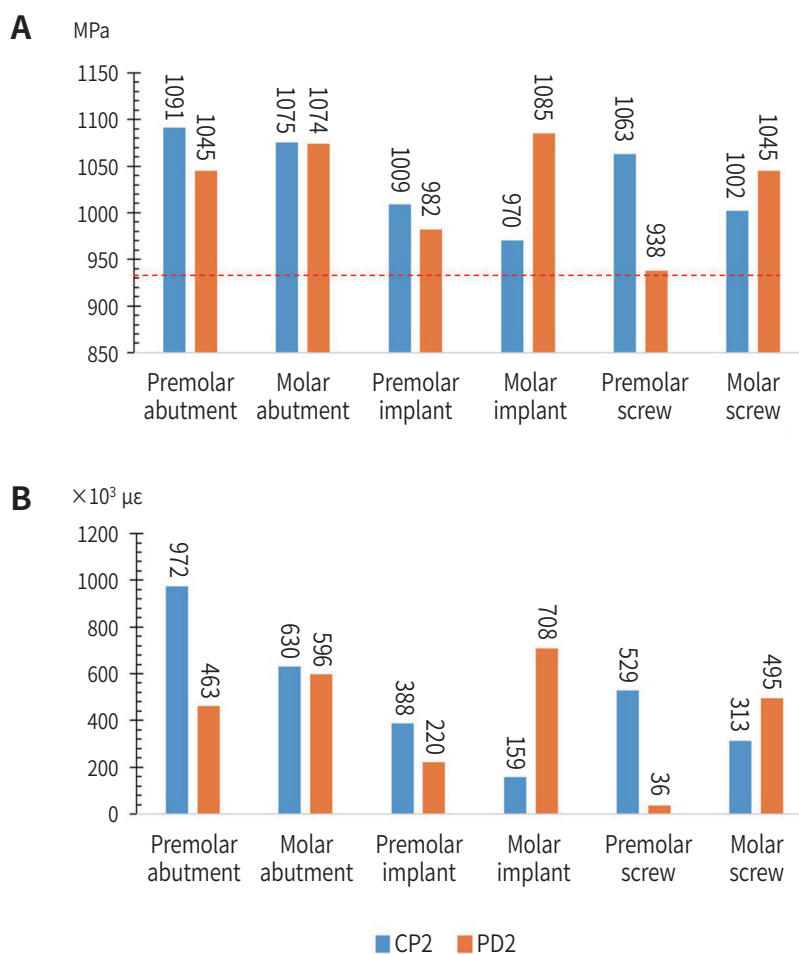 A
MPa
1150
1100
1050
1000
950
900
850
1091
1045
1075
1074
1009
982
970
1085
1063
938
1002
1045
Premolar
abutment
Molar
abutment
Premolar
implant
Molar
implant
Premolar
screw
Molar
screw
B
×10³ µε
1200
1000
800
600
400
200
0
972
463
630
596
388
220
159
708
529
36
313
495
Premolar
abutment
Molar
abutment
Premolar
implant
Molar
implant
Premolar
screw
Molar
screw
CP2 PD2